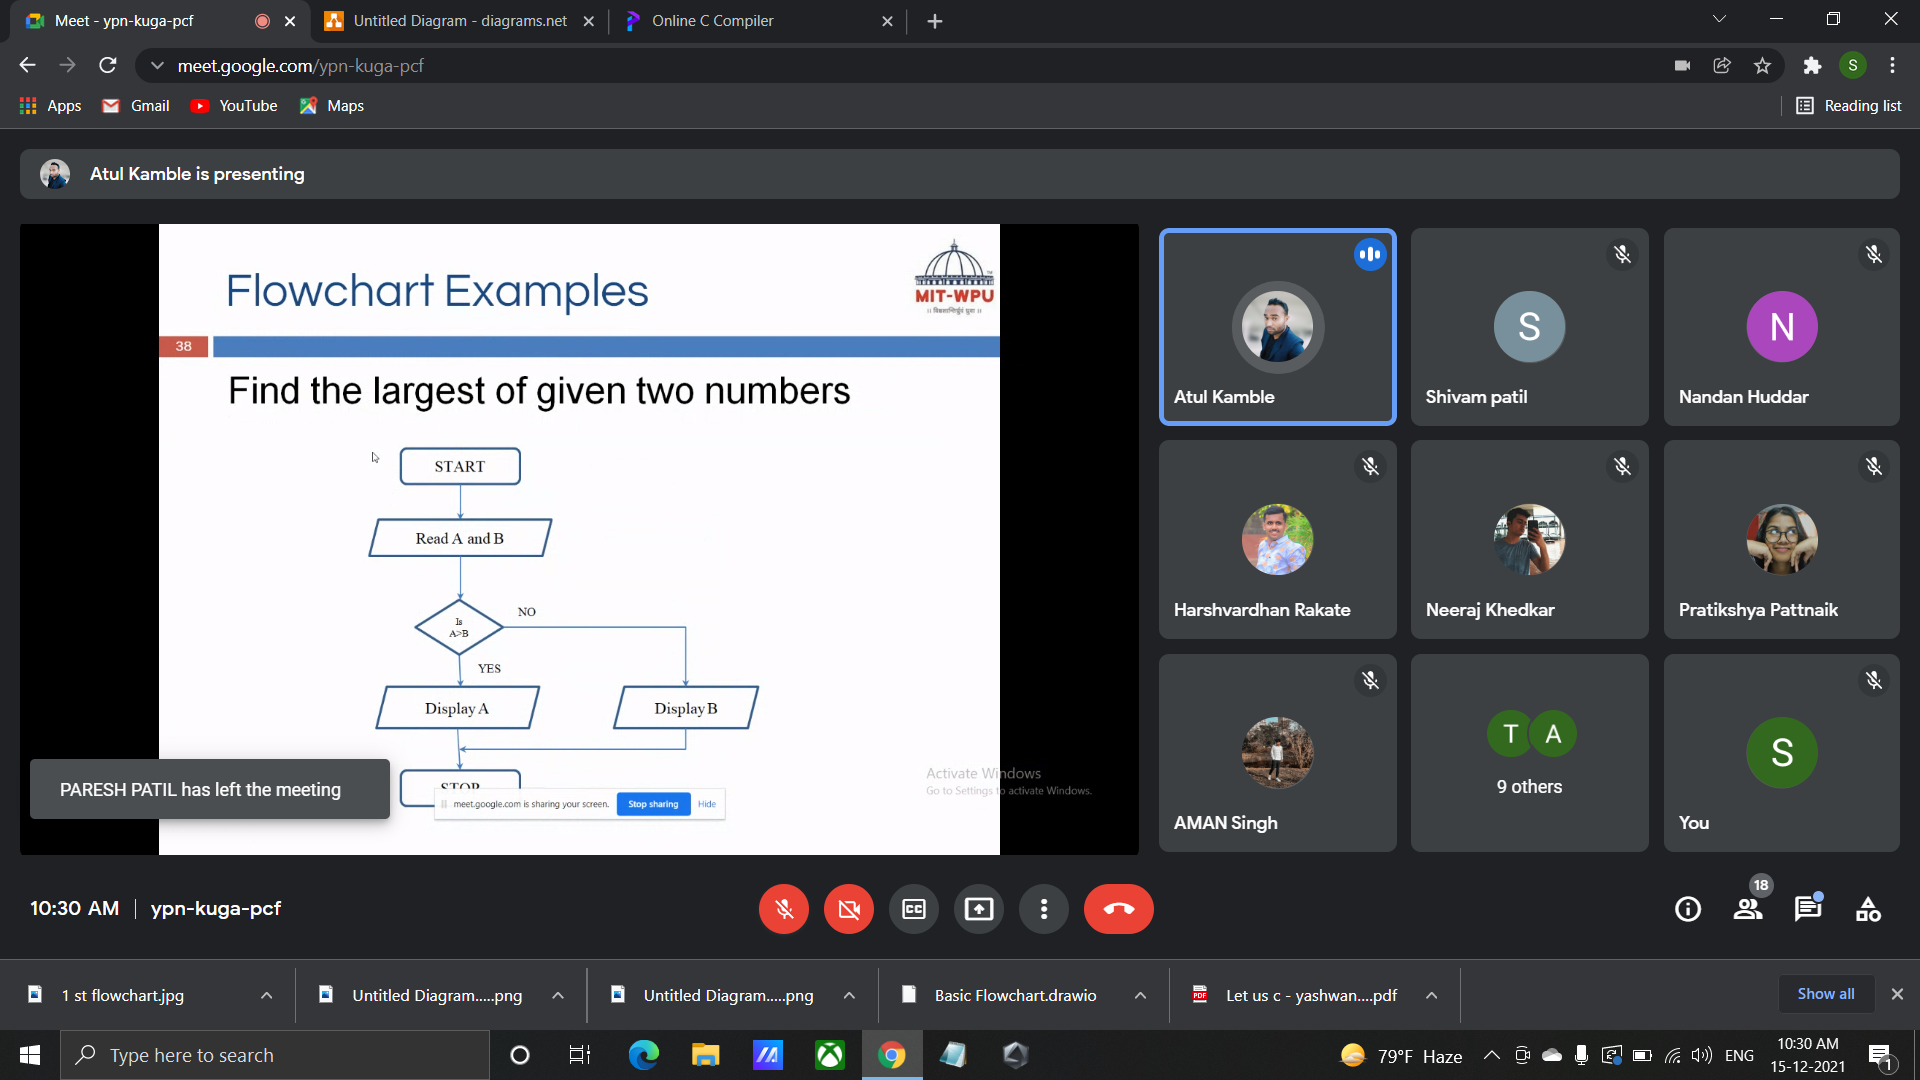 Meet - ypn-kuga-pcf
Untitled Diagram - diagrams.net
Online C Compiler
meet.google.com/ypn-kuga-pcf
S
Apps
Gmail
YouTube
Maps
Reading list
Atul Kamble is presenting
Flowchart Examples
MIT-WPU
38
Find the largest of given two numbers
START
Read A and B
Is
A>B
NO
YES
Display A
Display B
STOP
PARESH PATIL has left the meeting
meet.google.com is sharing your screen.
Stop sharing
Hide
Activate Windows
Go to Settings to activate Windows.
Atul Kamble
S
Shivam patil
N
Nandan Huddar
Harshvardhan Rakate
Neeraj Khedkar
Pratikshya Pattnaik
AMAN Singh
T
A
9 others
S
You
10:30 AM
ypn-kuga-pcf
CC
18
1 st flowchart.jpg
Untitled Diagram.....png
Untitled Diagram.....png
Basic Flowchart.drawio
PDF
Let us c - yashwan....pdf
Show all
Type here to search
79°F Haze
ENG
10:30 AM
15-12-2021
1